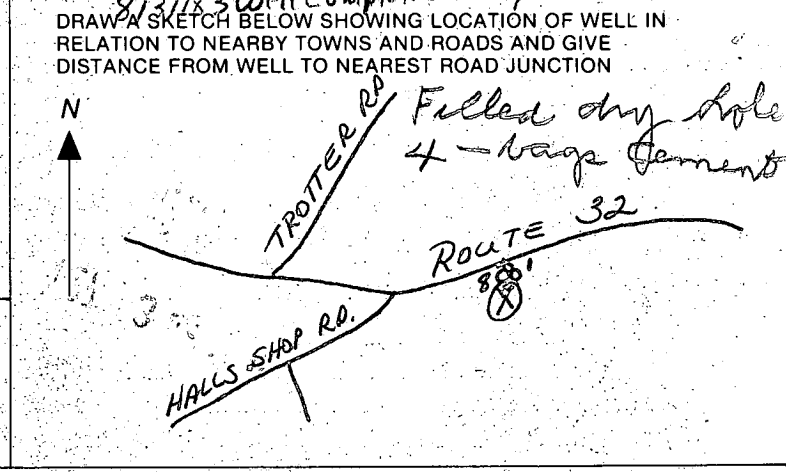 DRAW A SKETCH BELOW SHOWING LOCATION OF WELL IN
RELATION TO NEARBY TOWNS AND ROADS AND GIVE
DISTANCE FROM WELL TO NEAREST ROAD JUNCTION
N
Filled dry hole
4 - bags Cement
TROTTER RD
ROUTE 32
HALLS SHOP RD.